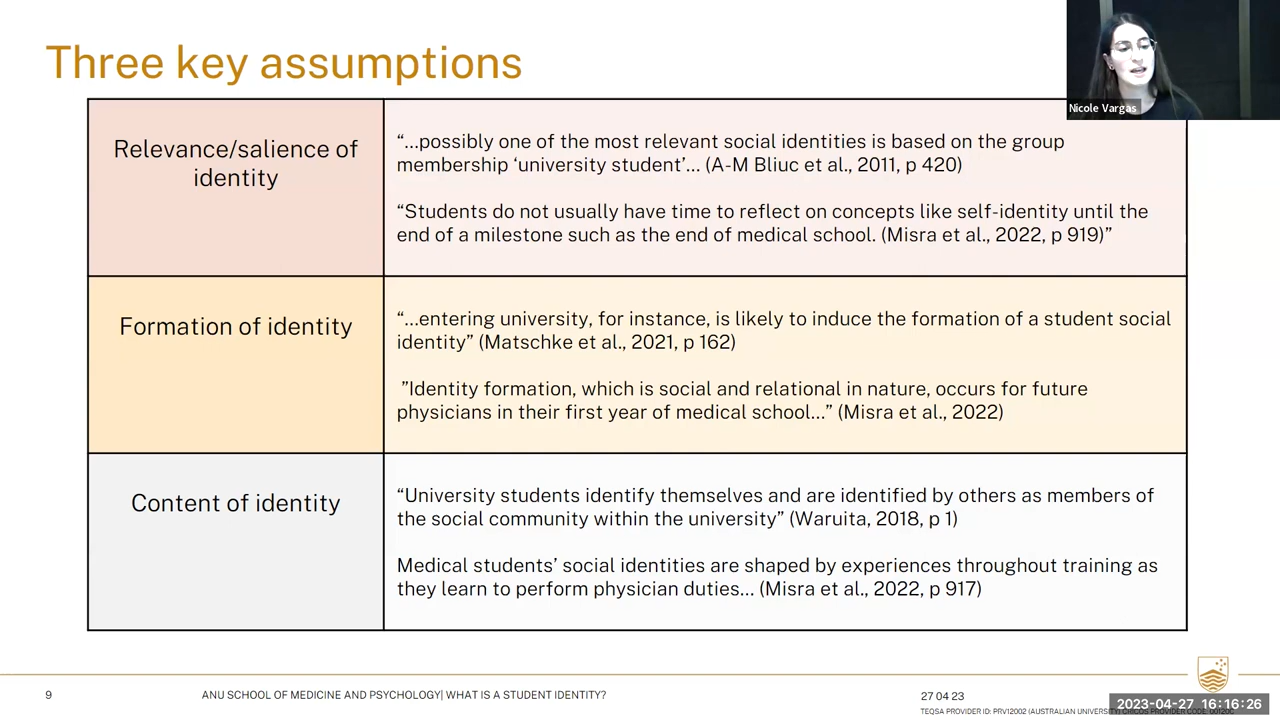 Three key assumptions
Nicole Vargas
Relevance/salience of
identity
“…possibly one of the most relevant social identities is based on the group
membership ‘university student’… (A-M Bliuc et al., 2011, p 420)
“Students do not usually have time to reflect on concepts like self-identity until the
end of a milestone such as the end of medical school. (Misra et al., 2022, p 919)”
Formation of identity
“…entering university, for instance, is likely to induce the formation of a student social
identity” (Matschke et al., 2021, p 162)
”Identity formation, which is social and relational in nature, occurs for future
physicians in their first year of medical school…” (Misra et al., 2022)
Content of identity
“University students identify themselves and are identified by others as members of
the social community within the university” (Waruita, 2018, p 1)
Medical students’ social identities are shaped by experiences throughout training as
they learn to perform physician duties… (Misra et al., 2022, p 917)
9
ANU SCHOOL OF MEDICINE AND PSYCHOLOGY| WHAT IS A STUDENT IDENTITY?
27 04 23
TEQSA PROVIDER ID: PRV12002 (AUSTRALIAN
2023-04-27 16:16:26